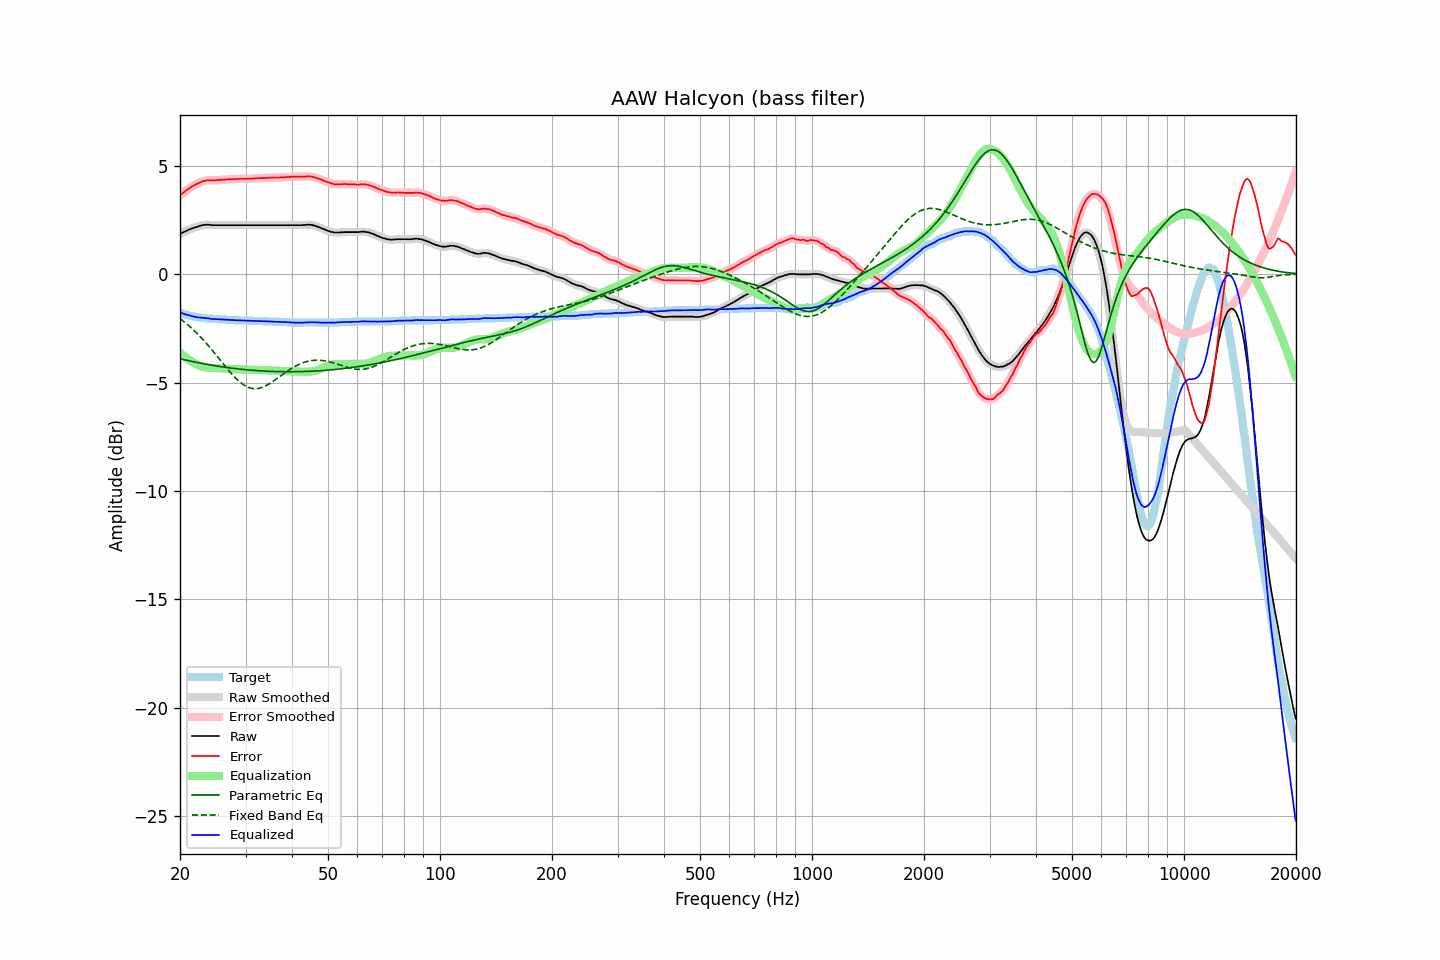 AAW Halcyon (bass filter)
5
0
−5
−10
−15
−20
−25
Amplitude (dBr)
Target
Raw Smoothed
Error Smoothed
Raw
Error
Equalization
Parametric Eq
Fixed Band Eq
Equalized
20 50 100 200 500 1000 2000 5000 10000 20000
Frequency (Hz)